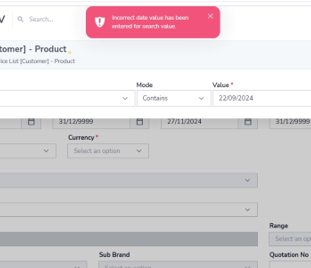 Search...
Incorrect date value has been
entered for search value.
tomer] - Product
ice List [Customer] - Product
Mode
Value *
Contains
22/09/2024
31/12/9999
27/11/2024
31/12/9999
Currency *
Select an option
Range
Select an op
Sub Brand
Quotation No
Select an option